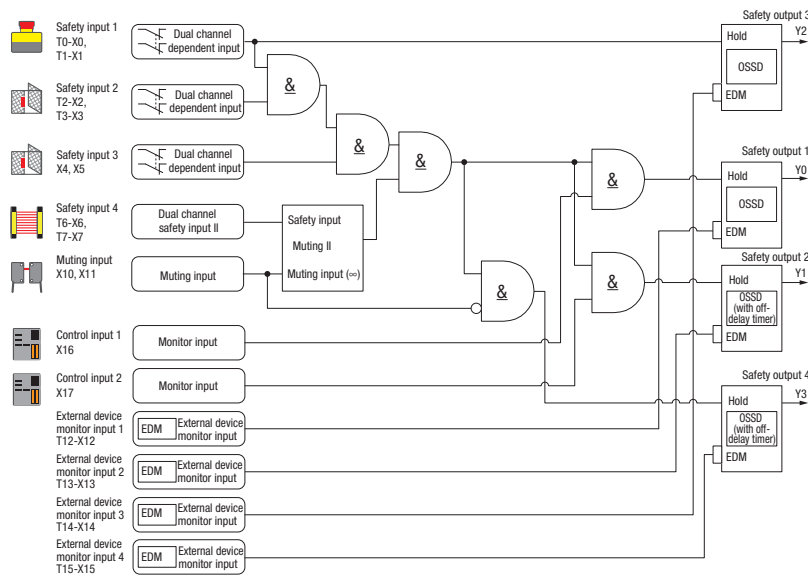 Safety input 1
T0-X0,
T1-X1
Dual channel
dependent input
Safety input 2
T2-X2,
T3-X3
Dual channel
dependent input
Safety input 3
X4, X5
Dual channel
dependent input
Safety input 4
T6-X6,
T7-X7
Dual channel
safety input II
Muting input
X10, X11
Muting input
Safety input
Muting II
Muting input (∞)
Control input 1
X16
Monitor input
Control input 2
X17
Monitor input
External device
monitor input 1
T12-X12
EDM
External device
monitor input
External device
monitor input 2
T13-X13
EDM
External device
monitor input
External device
monitor input 3
T14-X14
EDM
External device
monitor input
External device
monitor input 4
T15-X15
EDM
External device
monitor input
&
&
&
&
&
&
Safety output 3
Hold
Y2
OSSD
EDM
Safety output 1
Hold
Y0
OSSD
EDM
Safety output 2
Y1
Hold
OSSD
(with off-
delay timer)
EDM
Safety output 4
Y3
Hold
OSSD
(with off-
delay timer)
EDM